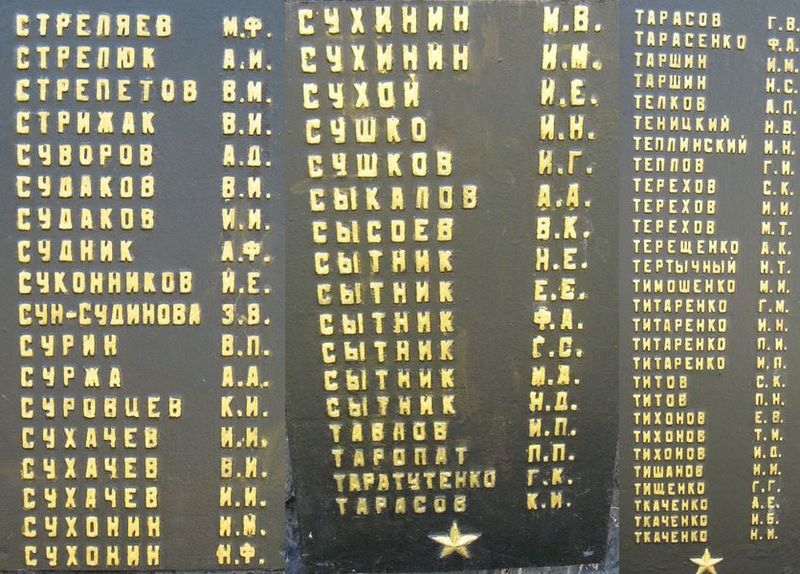 СТРЕЛЯЕВ М.Ф.
СТРЕЛЮК А.И.
СТРЕПЕТОВ В.М.
СТРИЖАК В.И.
СУВОРОВ А.Д.
СУДАКОВ В.И.
СУДАКОВ И.И.
СУДНИК А.Ф.
СУКОННИКОВ И.Е.
СУН-СУДИНОВА З.В.
СУРИН В.П.
СУРЖА А.А.
СУРОВЦЕВ К.И.
СУХАЧЕВ И.И.
СУХАЧЕВ В.И.
СУХАЧЕВ И.И.
СУХОНИН И.М.
СУХОНИН Н.Ф.
СУХИНИН М.В.
СУХИНИН И.М.
СУХОЙ И.Е.
СУШКО И.Н.
СУШКОВ И.Г.
СЫКАЛОВ А.А.
СЫСОЕВ В.К.
СЫТНИК Н.Е.
СЫТНИК Е.Е.
СЫТНИК Ф.А.
СЫТНИК Г.С.
СЫТНИК М.Я.
СЫТНИК Н.Д.
ТАВЛОВ И.П.
ТАРОПАТ П.П.
ТАРАТУТЕНКО Г.К.
ТАРАСОВ К.И.
ТАРАСОВ Г.В.
ТАРАСЕНКО Ф.А.
ТАРШИН И.М.
ТАРШИН Н.С.
ТЕЛКОВ А.П.
ТЕНИЦКИЙ Н.В.
ТЕПЛИНСКИЙ И.Н.
ТЕПЛОВ Г.И.
ТЕРЕХОВ С.К.
ТЕРЕХОВ И.И.
ТЕРЕХОВ М.Т.
ТЕРЕЩЕНКО А.К.
ТЕРТЫЧНЫЙ Н.Т.
ТИМОШЕНКО М.И.
ТИТАРЕНКО Г.М.
ТИТАРЕНКО И.Н.
ТИТАРЕНКО П.И.
ТИТАРЕНКО И.П.
ТИТОВ С.К.
ТИТОВ П.Н.
ТИХОНОВ Е.В.
ТИХОНОВ Т.И.
ТИХОНОВ И.Д.
ТИШАНОВ И.И.
ТИЩЕНКО Г.Г.
ТКАЧЕНКО А.Е.
ТКАЧЕНКО И.Б.
ТКАЧЕНКО Н.И.